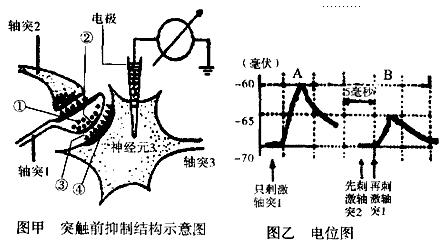 电极
轴突2
②
①
轴突1
③
④
神经元3
轴突3
图甲 突触前抑制结构示意图
(毫伏)
-60
-65
-70
A
5毫秒
B
只刺激
轴突1
先刺
激轴
突2
再刺
激轴
突1
图乙 电位图